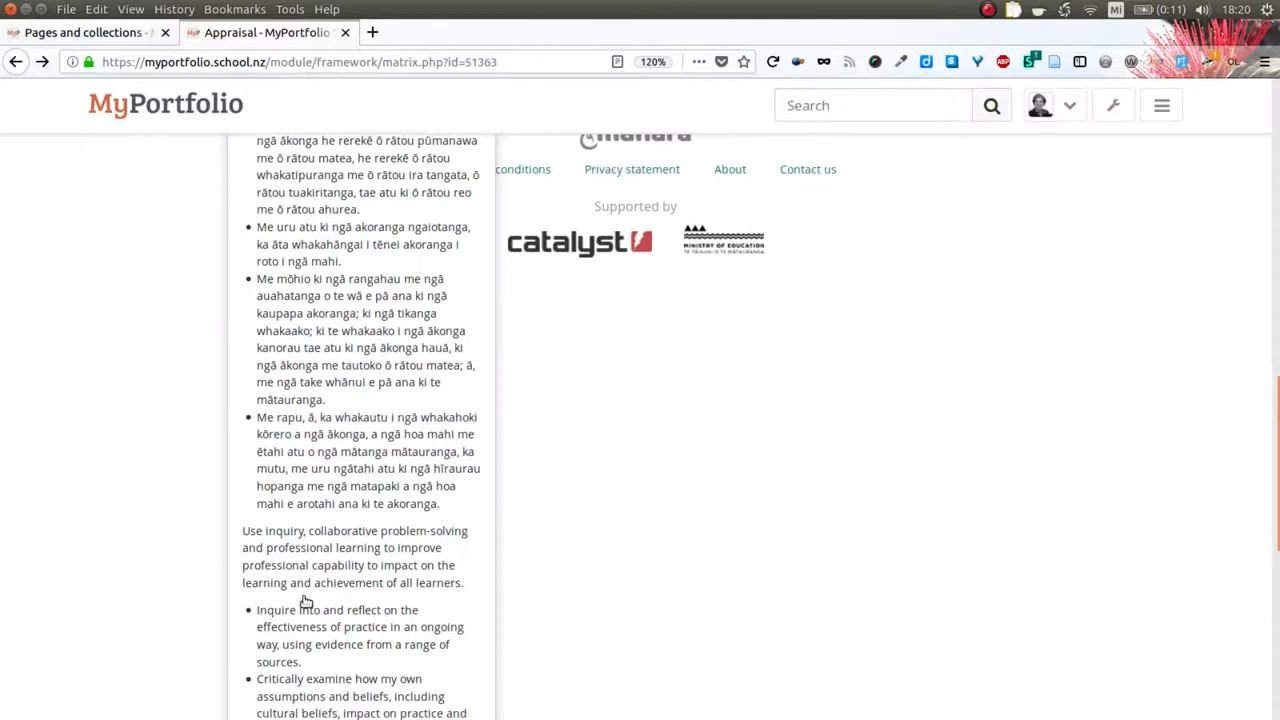 File Edit View History Bookmarks Tools Help
Mi (0:11) 18:20
Pages and collections - Appraisal - MyPortfolio
https://myportfolio.school.nz/module/framework/matrix.php?id=51363 120%
MyPortfolio Search
ngā ākonga he rerekē ō rātou pūmanawa
me ō rātou matea, he rerekē ō rātou
whakatipuranga me ō rātou ira tangata, ō
rātou tuakiritanga, tae atu ki ō rātou reo
me ō rātou ahurea.
Me uru atu ki ngā akoranga ngaiotanga,
ka āta whakahāngai i tēnei akoranga i
roto i ngā mahi.
Me mōhio ki ngā rangahau me ngā
auahatanga o te wā e pā ana ki ngā
kaupapa akoranga; ki ngā tikanga
whakaako; ki te whakaako i ngā ākonga
kanorau tae atu ki ngā ākonga hauā, ki
ngā ākonga me tautoko ō rātou matea; ā,
me ngā take whānui e pā ana ki te
mātauranga.
Me rapu, ā, ka whakautu i ngā whakahoki
kōrero a ngā ākonga, a ngā hoa mahi me
ētahi atu o ngā mātanga mātauranga, ka
mutu, me uru ngātahi atu ki ngā hīraurau
hopanga me ngā matapaki a ngā hoa
mahi e arotahi ana ki te akoranga.
Use inquiry, collaborative problem-solving
and professional learning to improve
professional capability to impact on the
learning and achievement of all learners.
Inquire into and reflect on the
effectiveness of practice in an ongoing
way, using evidence from a range of
sources.
Critically examine how my own
assumptions and beliefs, including
cultural beliefs, impact on practice and
mahara
conditions Privacy statement About Contact us
Supported by
catalyst MINISTRY OF EDUCATION
TE TĀHUHU O TE MĀTAURANGA